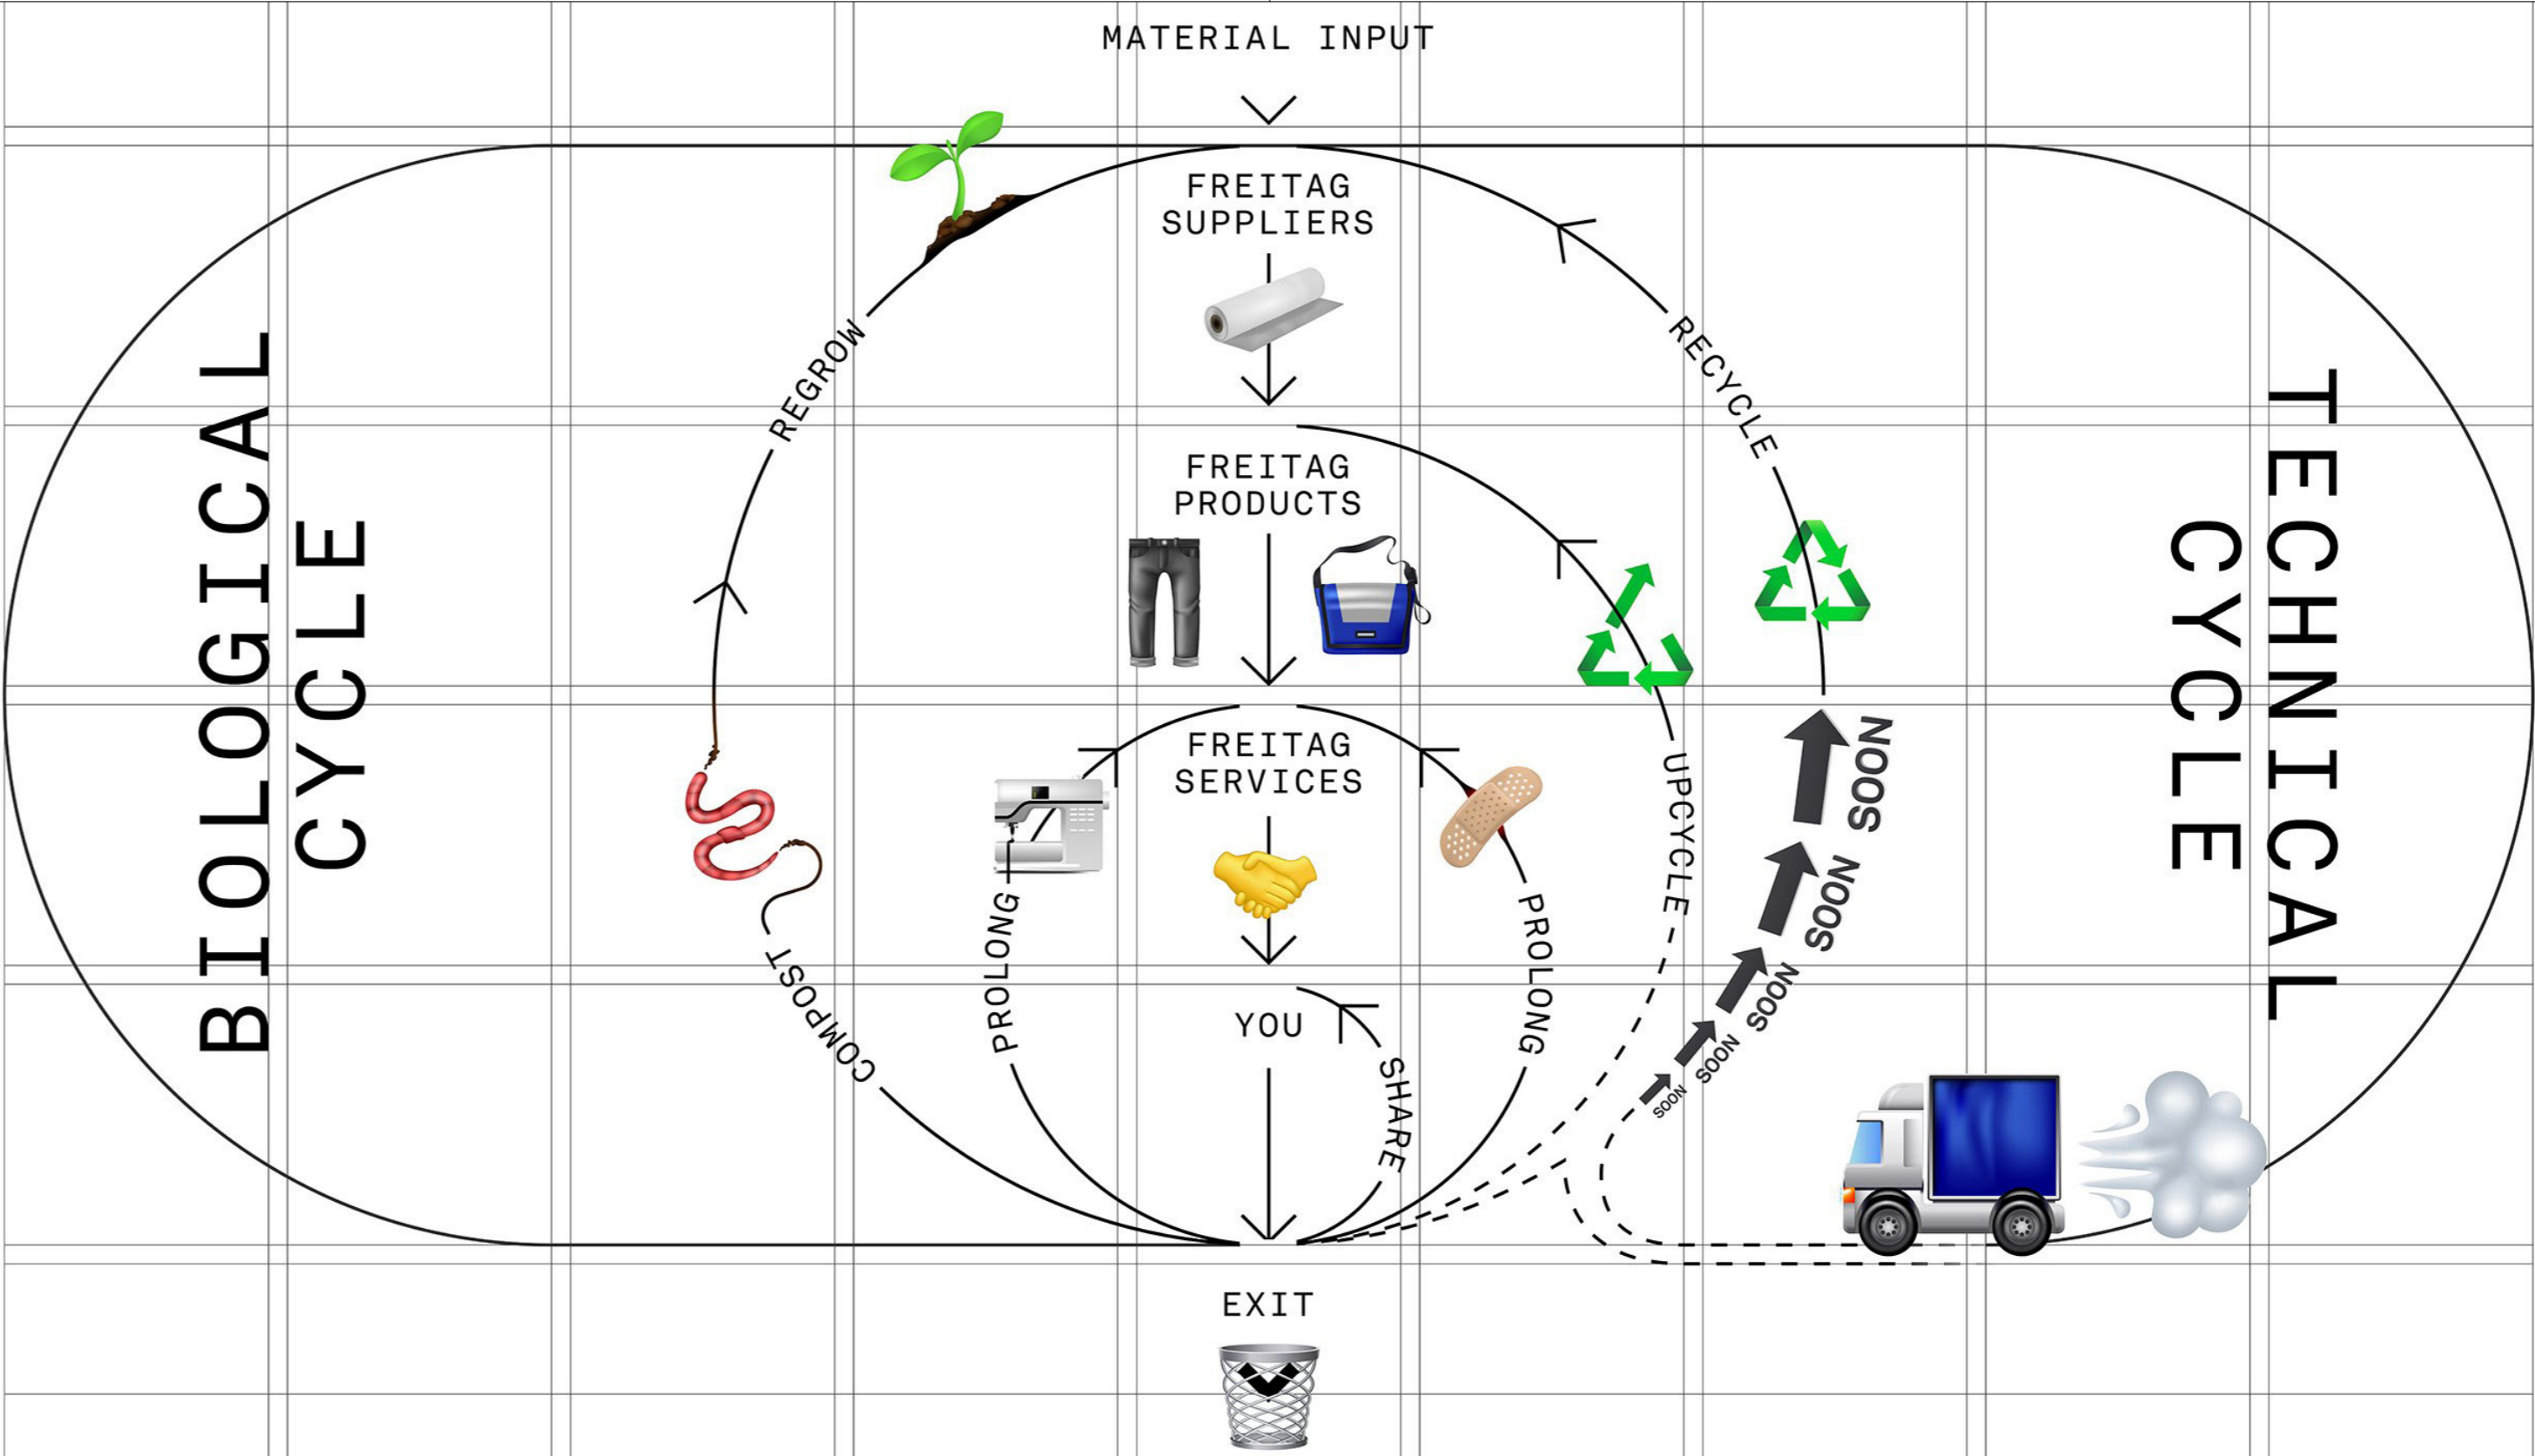 MATERIAL INPUT
FREITAG
SUPPLIERS
REGROW
RECYCLE
BIOLOGICAL
CYCLE
TECHNICAL
CYCLE
FREITAG
PRODUCTS
FREITAG
SERVICES
UPCYCLE
PROLONG
PROLONG
COMPOST
YOU
SHARE
SOON
SOON
SOON
SOON
SOON
EXIT